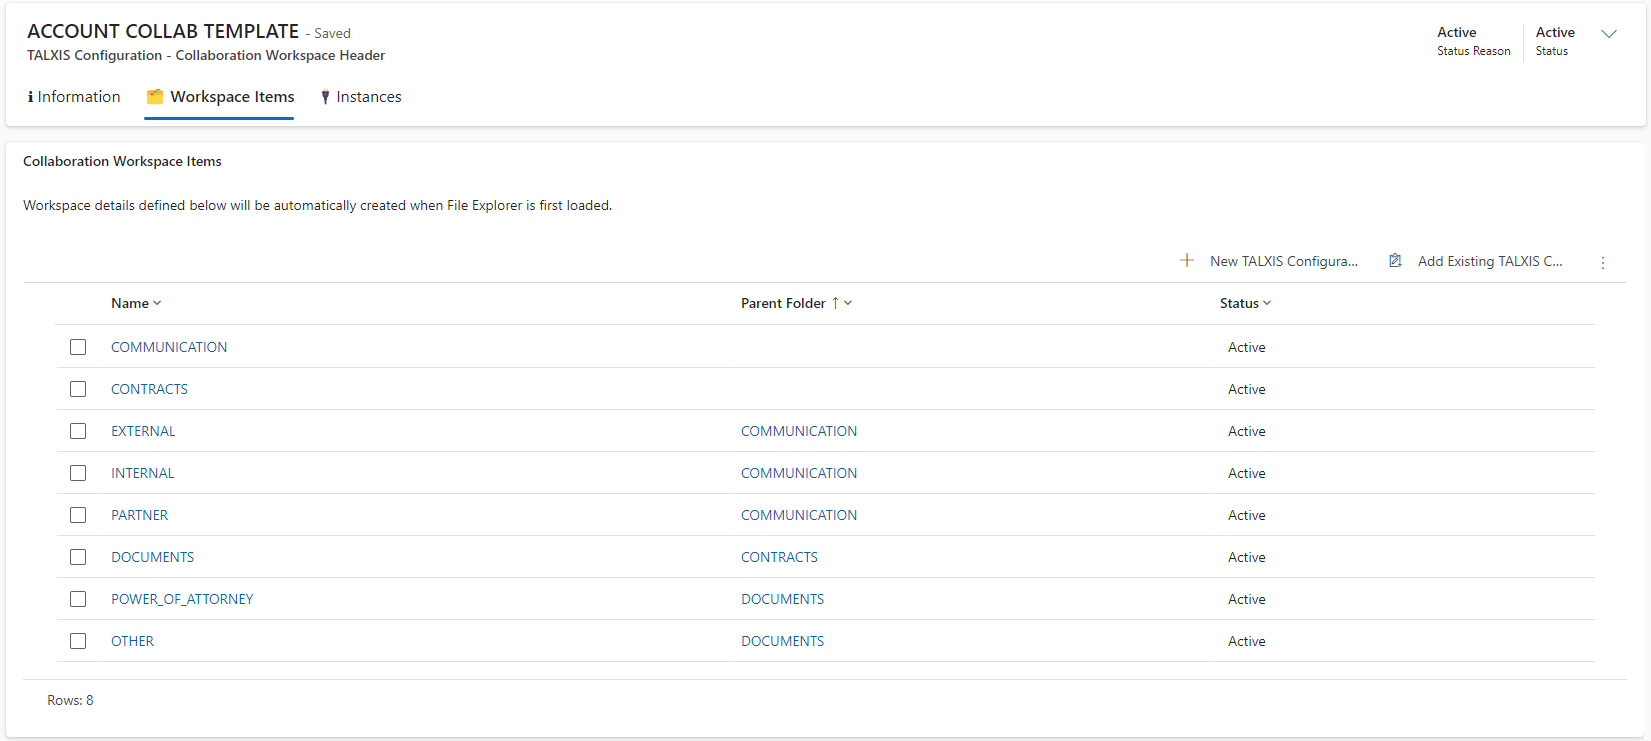 ACCOUNT COLLAB TEMPLATE - Saved
TALXIS Configuration - Collaboration Workspace Header
Active
Status Reason
Active
Status
Information
Workspace Items
Instances
Collaboration Workspace Items
Workspace details defined below will be automatically created when File Explorer is first loaded.
New TALXIS Configura...
Add Existing TALXIS C...
Name Parent Folder ↑ Status
COMMUNICATION Active
CONTRACTS Active
EXTERNAL COMMUNICATION Active
INTERNAL COMMUNICATION Active
PARTNER COMMUNICATION Active
DOCUMENTS CONTRACTS Active
POWER_OF_ATTORNEY DOCUMENTS Active
OTHER DOCUMENTS Active
Rows: 8